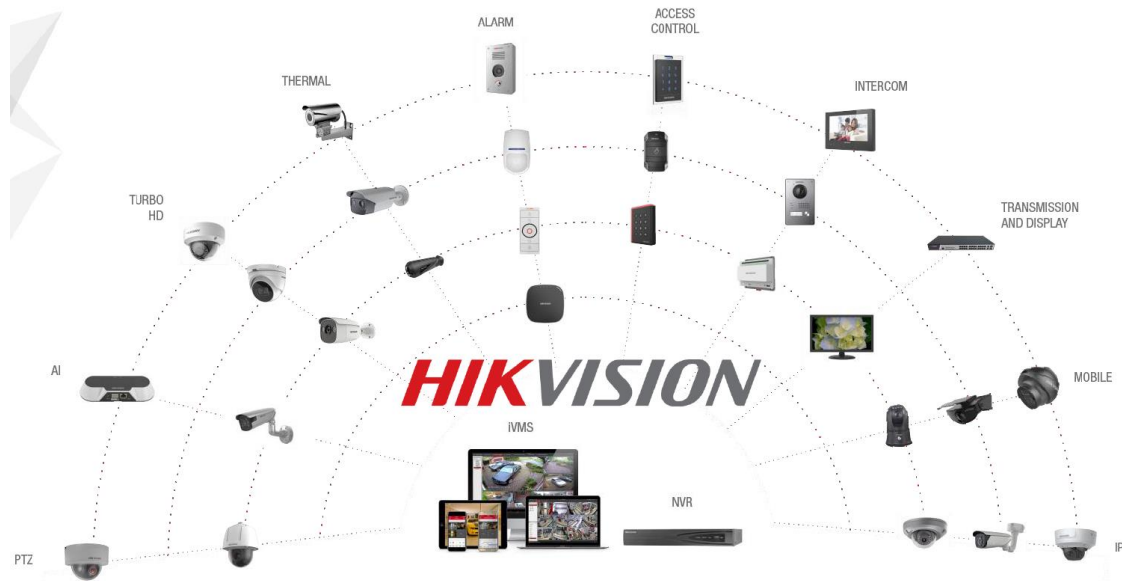 ALARM
ACCESS
CONTROL
THERMAL
INTERCOM
TURBO
HD
TRANSMISSION
AND DISPLAY
AI
MOBILE
HIKVISION
iVMS
NVR
PTZ
IP